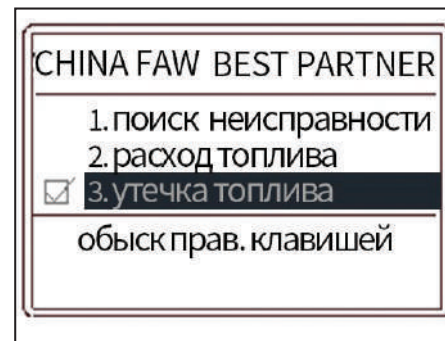 CHINA FAW BEST PARTNER
1. поиск неисправности
2. расход топлива
3. утечка топлива
обыск прав. клавишей